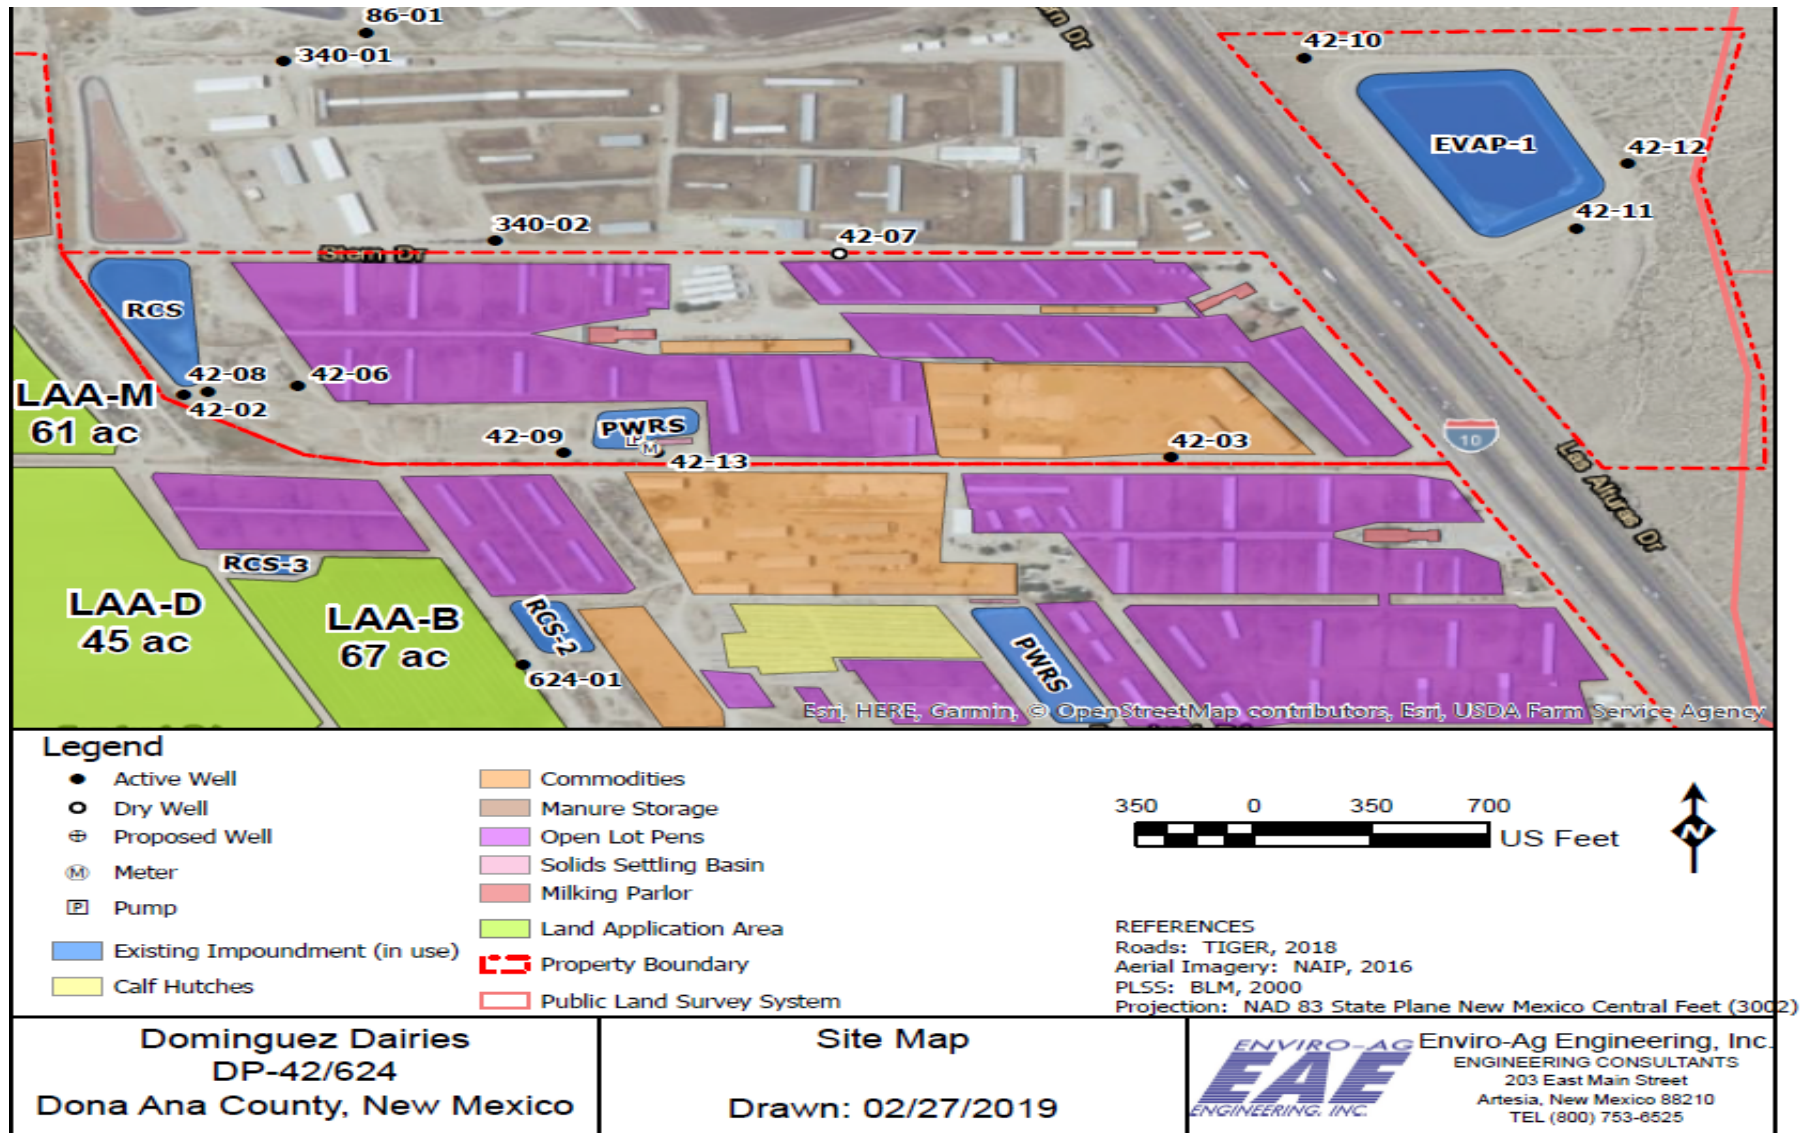 86-01
340-01
rn Dr
42-10
EVAP-1
42-12
42-11
340-02
42-07
Stern Dr
RCS
42-08
42-06
LAA-M
61 ac
42-02
42-09
PWRS
P
M
42-13
42-03
10
Las Alturas Dr
RCS-3
LAA-D
45 ac
LAA-B
67 ac
RCS-2
624-01
PWRS
Esri, HERE, Garmin, © OpenStreetMap contributors, Esri, USDA Farm Service Agency
Legend
Active Well
Dry Well
Proposed Well
M Meter
P Pump
Existing Impoundment (in use)
Calf Hutches
Commodities
Manure Storage
Open Lot Pens
Solids Settling Basin
Milking Parlor
Land Application Area
Property Boundary
Public Land Survey System
350 0 350 700
US Feet
N
REFERENCES
Roads: TIGER, 2018
Aerial Imagery: NAIP, 2016
PLSS: BLM, 2000
Projection: NAD 83 State Plane New Mexico Central Feet (3002)
Dominguez Dairies
DP-42/624
Dona Ana County, New Mexico
Site Map
Drawn: 02/27/2019
ENVIRO-AG
EAE
ENGINEERING, INC.
Enviro-Ag Engineering, Inc.
ENGINEERING CONSULTANTS
203 East Main Street
Artesia, New Mexico 88210
TEL (800) 753-6525